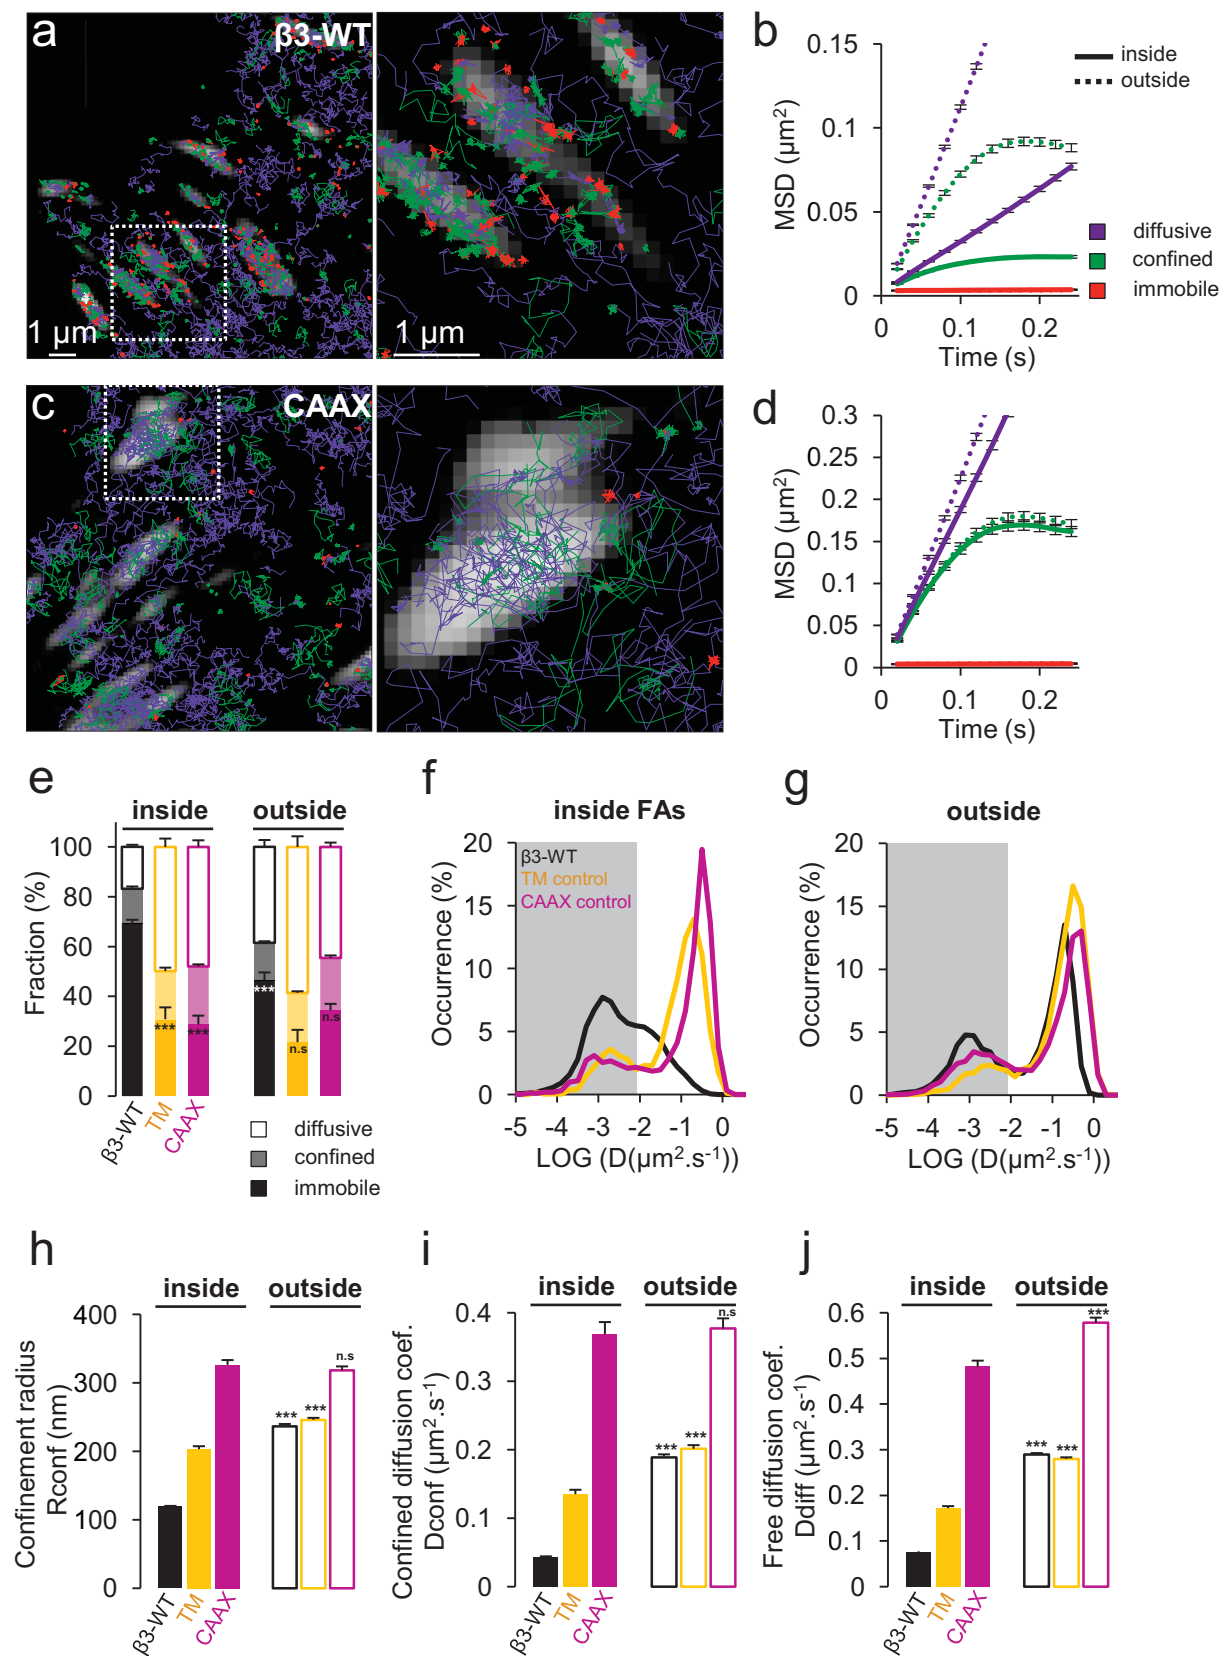 a
β3-WT
1 µm
1 µm
b
MSD (µm²)
0.15
0.1
0.05
0
0
0.1
0.2
Time (s)
inside
outside
diffusive
confined
immobile
c
CAAX
d
MSD (µm²)
0.3
0.25
0.2
0.15
0.1
0.05
0
0
0.1
0.2
Time (s)
e
inside
outside
Fraction (%)
100
80
60
40
20
0
***
***
***
n.s
n.s
β3-WT
TM
CAAX
diffusive
confined
immobile
f
inside FAs
Occurrence (%)
20
15
10
5
0
β3-WT
TM control
CAAX control
-5
-4
-3
-2
-1
0
LOG (D(µm².s⁻¹))
g
outside
Occurrence (%)
20
15
10
5
0
-5
-4
-3
-2
-1
0
LOG (D(µm².s⁻¹))
h
inside
outside
Confinement radius
Rconf (nm)
400
300
200
100
0
***
***
n.s
β3-WT
TM
CAAX
i
inside
outside
Confined diffusion coef.
Dconf (µm².s⁻¹)
0.4
0.3
0.2
0.1
0
***
***
n.s
β3-WT
TM
CAAX
j
inside
outside
Free diffusion coef.
Ddiff (µm².s⁻¹)
0.6
0.5
0.4
0.3
0.2
0.1
0
***
***
***
β3-WT
TM
CAAX